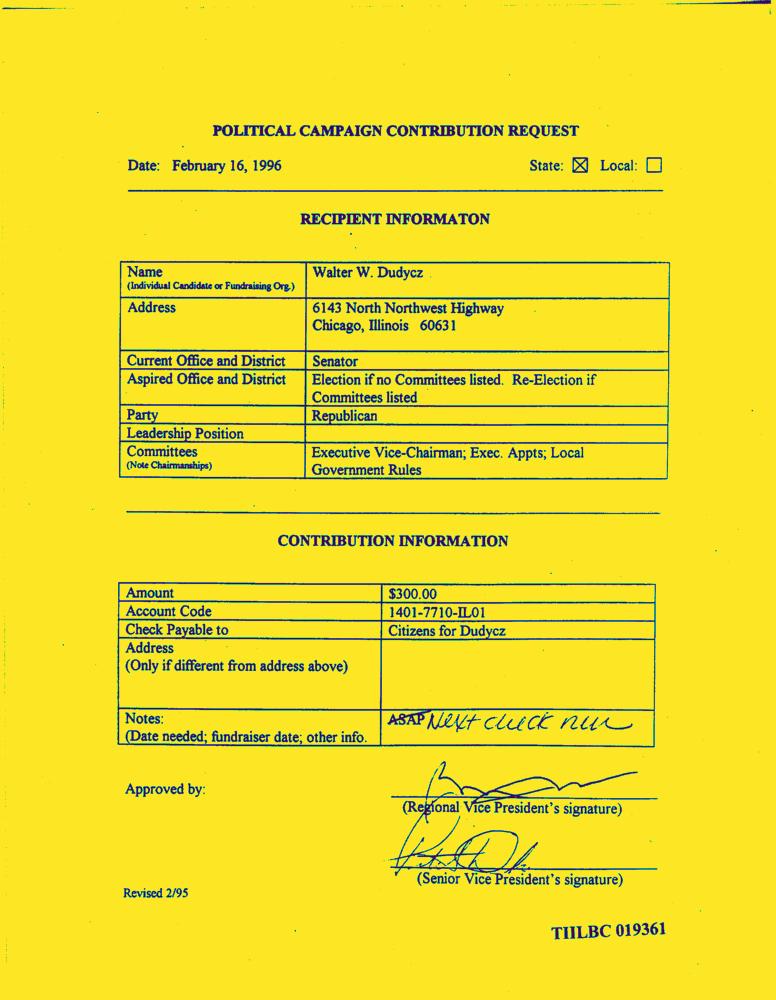 POLITICAL CAMPAIGN CONTRIBUTION REQUEST
Date: February 16, 1996 State: ☒ Local: ☐
RECIPIENT INFORMATON
Name Walter W. Dudycz
(Individual Candidate or Fundraising Org.)
Address 6143 North Northwest Highway
Chicago, Illinois 60631
Current Office and District Senator
Aspired Office and District Election if no Committees listed. Re-Election if
Committees listed
Party Republican
Leadership Position
Committees Executive Vice-Chairman; Exec. Appts; Local
(Note Chairmanships) Government Rules
CONTRIBUTION INFORMATION
Amount $300.00
Account Code 1401-7710-IL01
Check Payable to Citizens for Dudycz
Address
(Only if different from address above)
Notes: ASAP Next check run
(Date needed; fundraiser date; other info.
Approved by:
(Regional Vice President's signature)
(Senior Vice President's signature)
Revised 2/95
TIILBC 019361